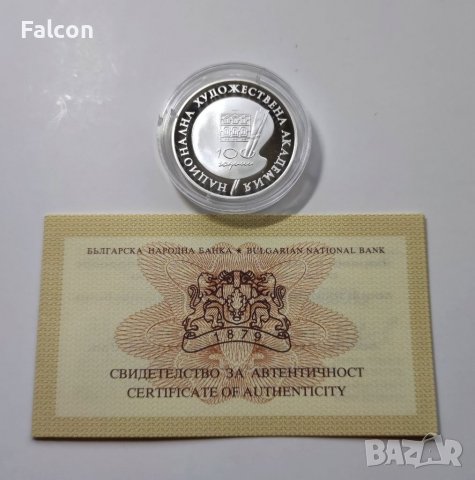 Falcon
НАЦИОНАЛНА ХУДОЖЕСТВЕНА АКАДЕМИЯ
100
години
БЪЛГАРСКА НАРОДНА БАНКА ★ BULGARIAN NATIONAL BANK
1879
СВИДЕТЕЛСТВО ЗА АВТЕНТИЧНОСТ
CERTIFICATE OF AUTHENTICITY
BAZAR